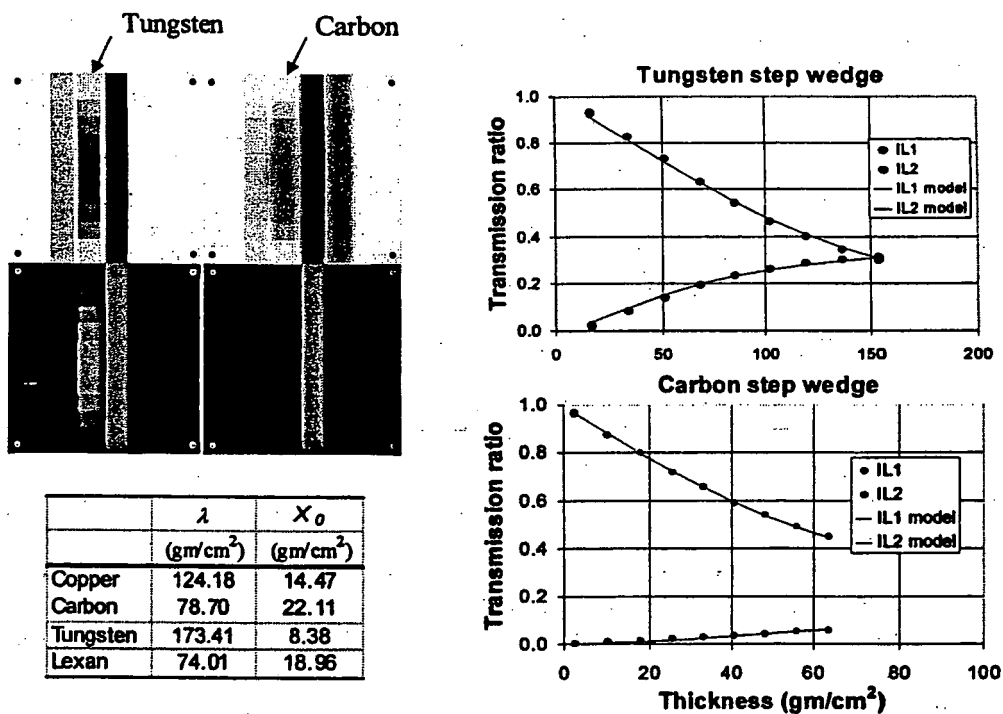 Tungsten
Carbon
Tungsten step wedge
Transmission ratio
1.0
0.8
0.6
0.4
0.2
0.0
0
50
100
150
200
IL1
IL2
IL1 model
IL2 model
Carbon step wedge
Transmission ratio
1.0
0.8
0.6
0.4
0.2
0.0
0
20
40
60
80
100
IL1
IL2
IL1 model
IL2 model
Thickness (gm/cm²)
λ X₀
(gm/cm²) (gm/cm²)
Copper 124.18 14.47
Carbon 78.70 22.11
Tungsten 173.41 8.38
Lexan 74.01 18.96